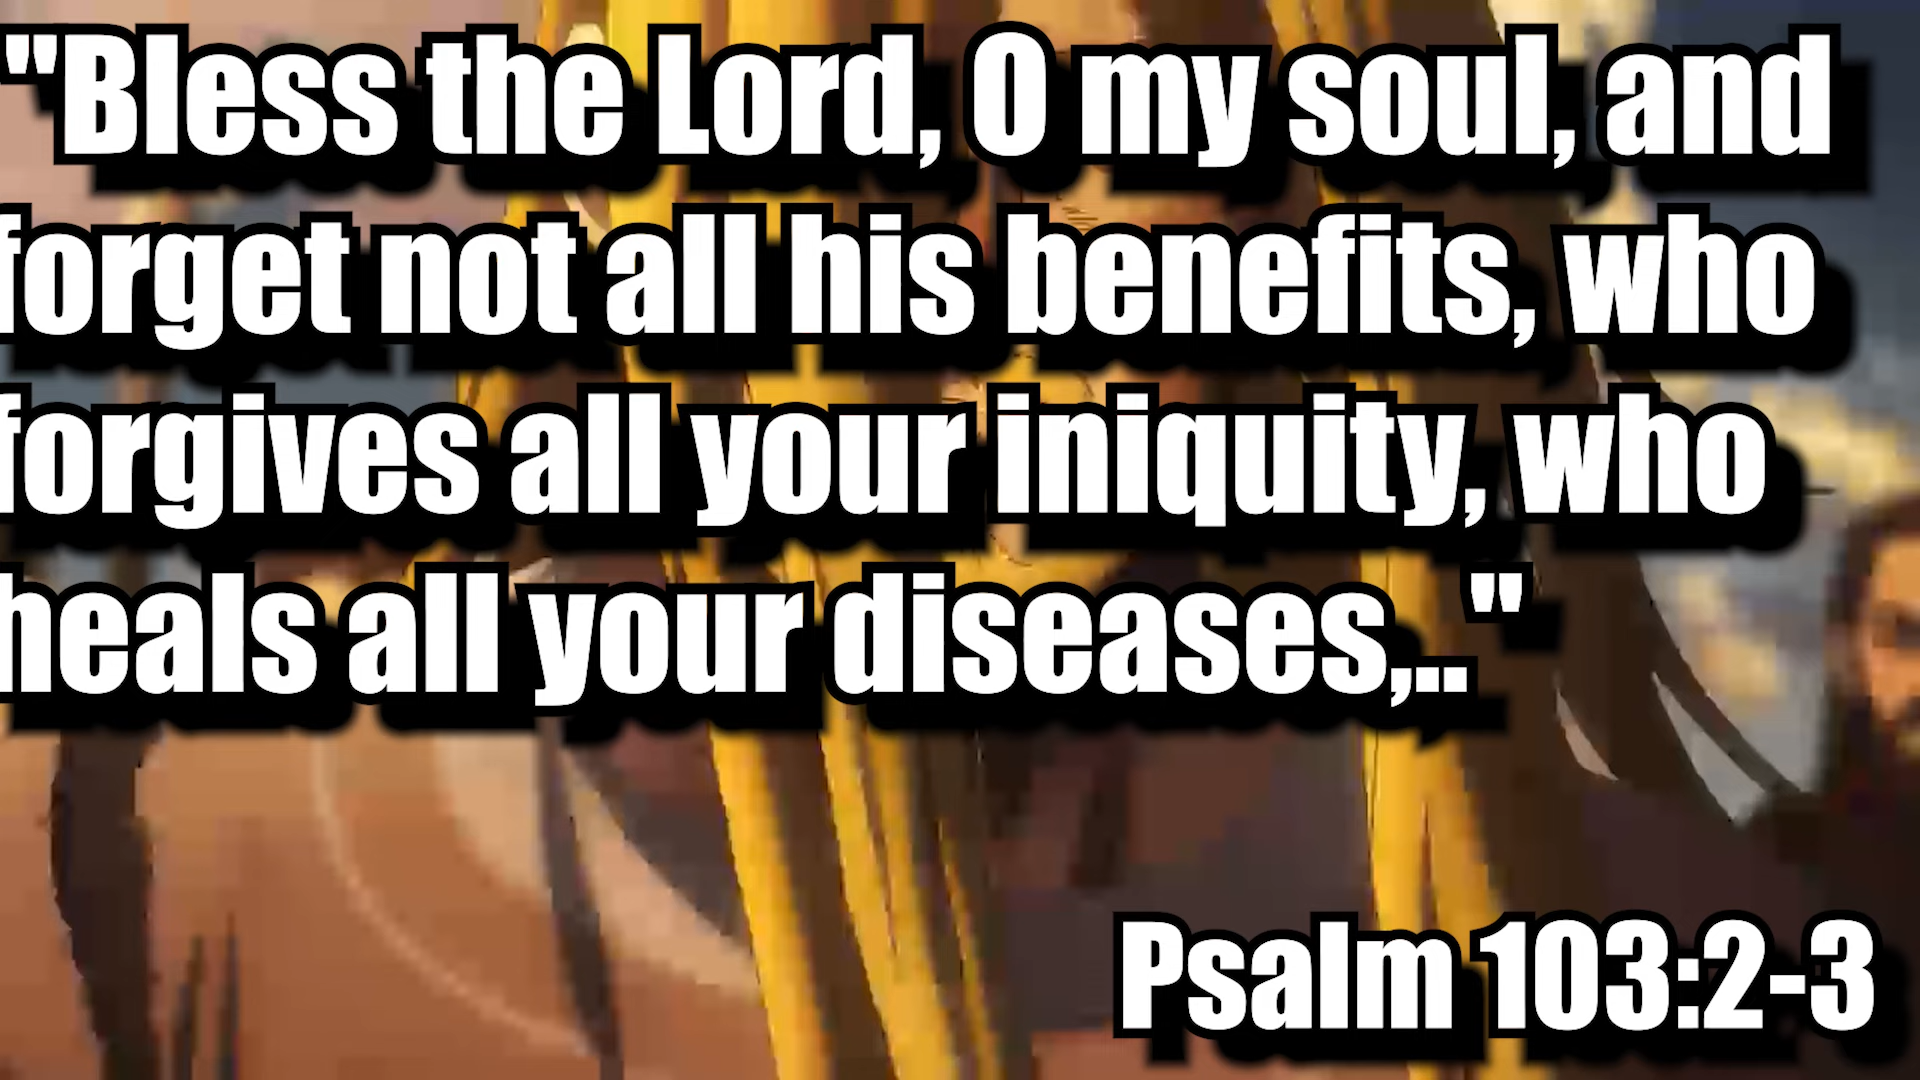 "Bless the Lord, O my soul, and
forget not all his benefits, who
forgives all your iniquity, who
heals all your diseases,.."
Psalm 103:2-3